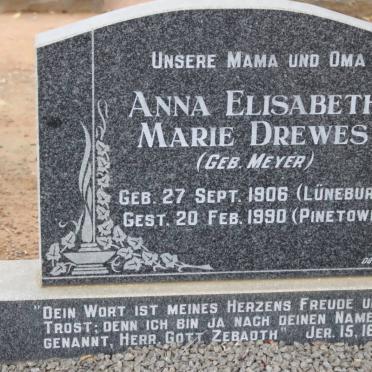 UNSERE MAMA UND OMA
ANNA ELISABETH
MARIE DREWES
(GEB. MEYER)
GEB. 27 SEPT. 1906 (LÜNEBUR
GEST. 20 FEB. 1990 (PINETOW
"DEIN WORT IST MEINES HERZENS FREUDE U
TROST; DENN ICH BIN JA NACH DEINEN NAME
GENANNT, HERR, GOTT ZEBAOTH" JER. 15.16